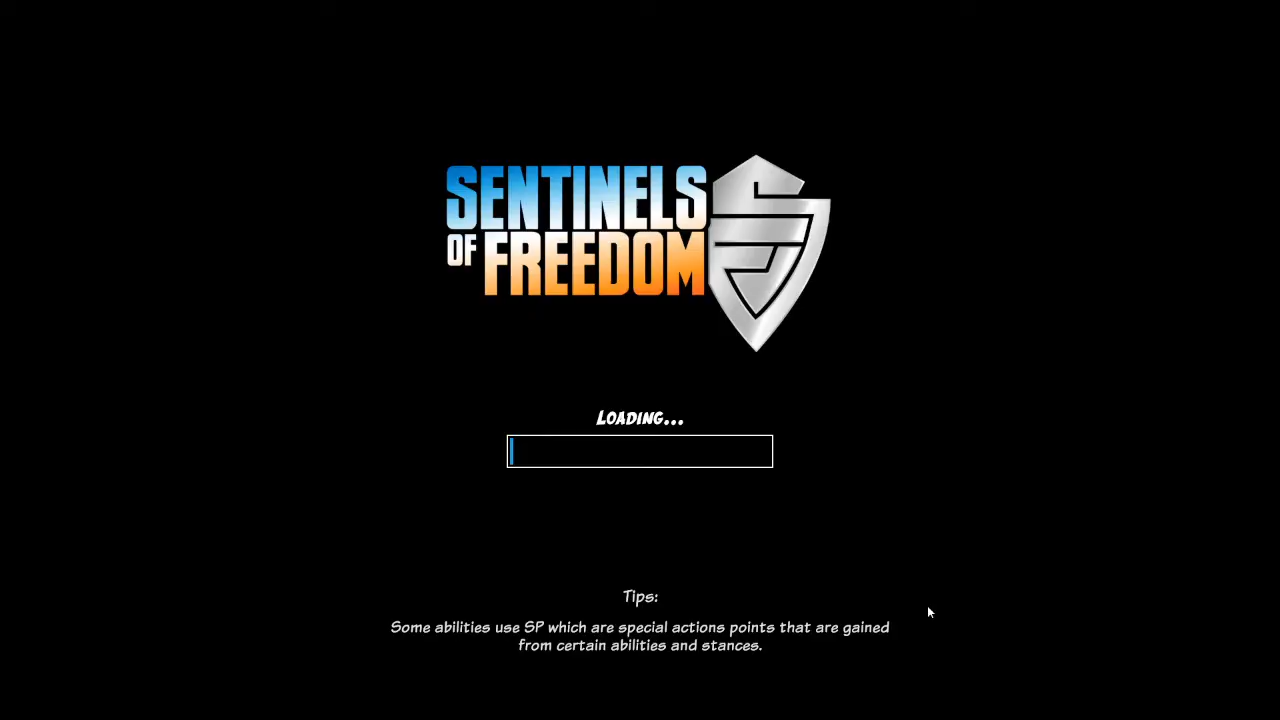 SENTINELS
OF FREEDOM
LOADING...
Tips:
Some abilities use SP which are special actions points that are gained
from certain abilities and stances.